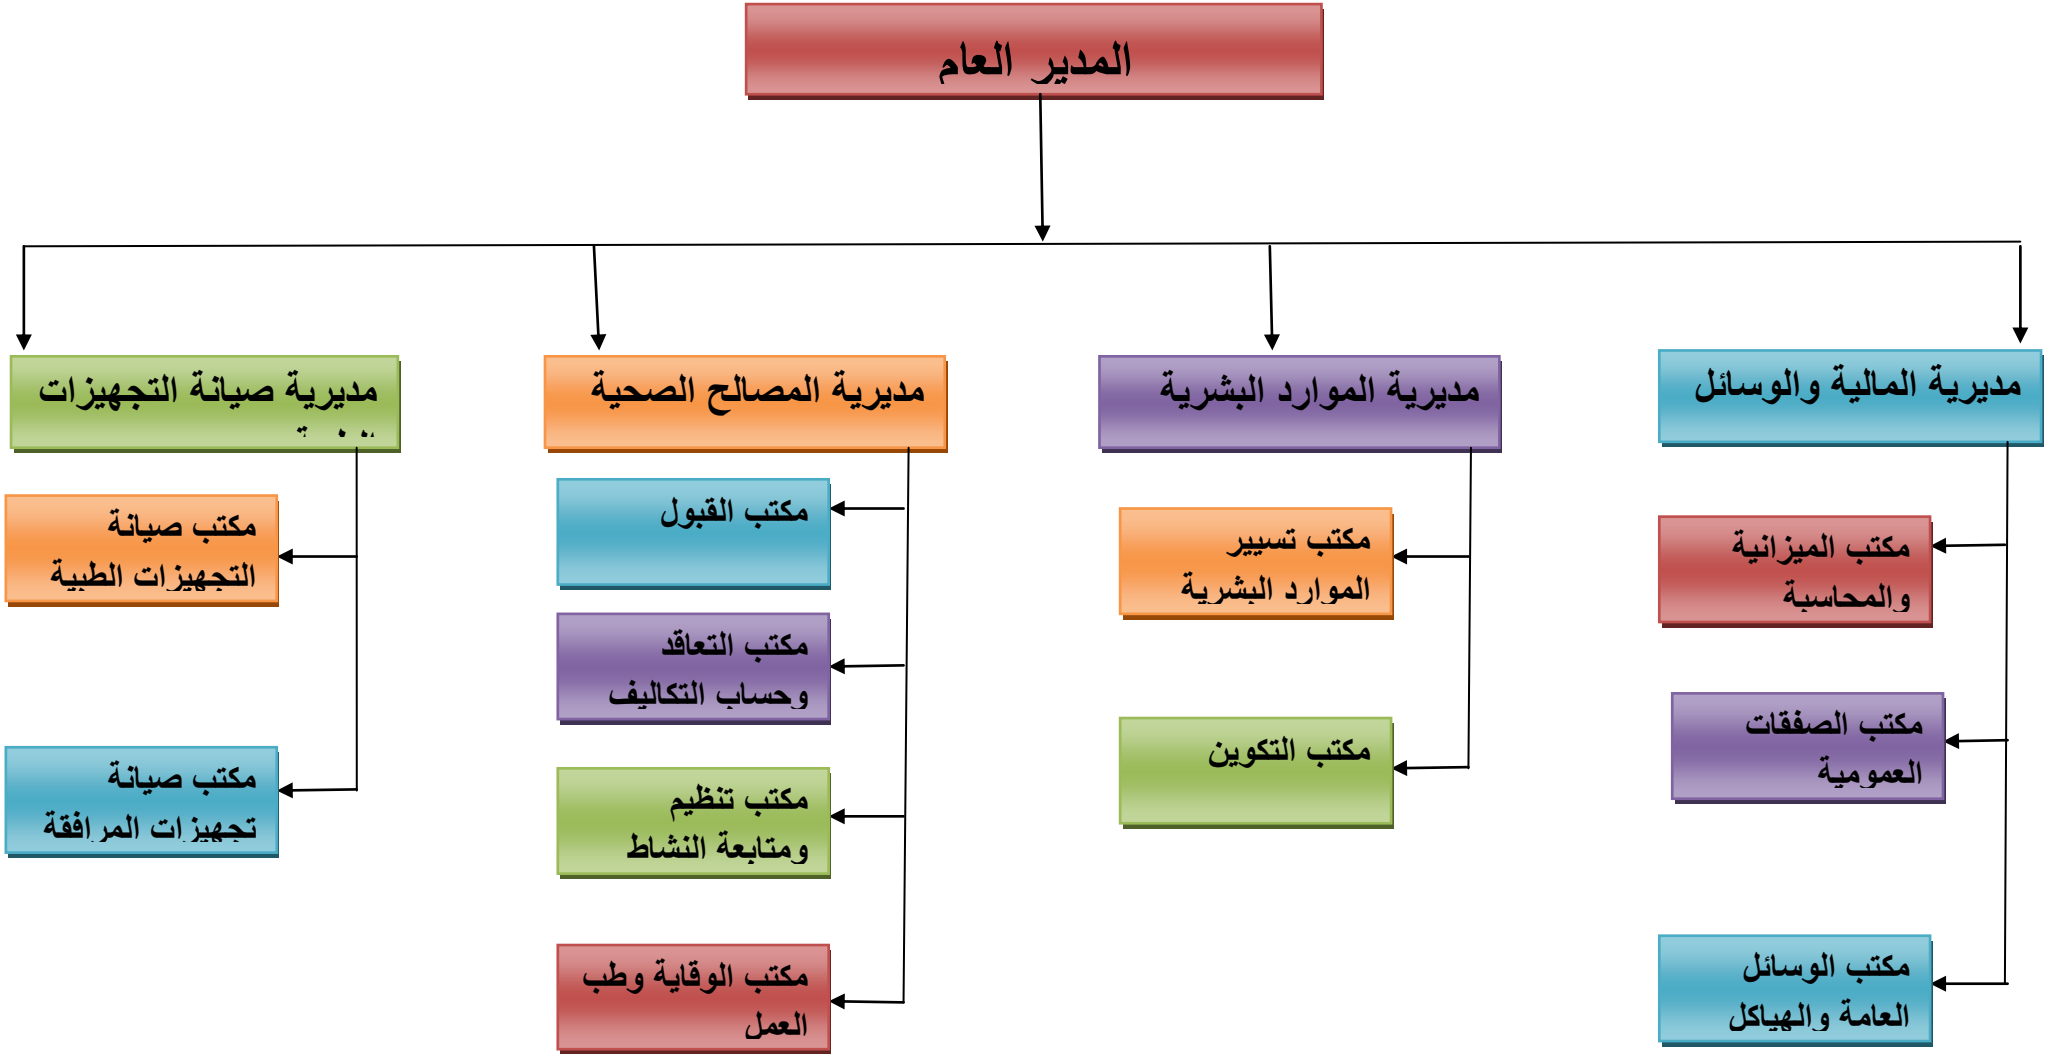 المدير العام
مديرية المالية والوسائل
مديرية الموارد البشرية
مديرية المصالح الصحية
مديرية صيانة التجهيزات
مكتب الميزانية
والمحاسبة
مكتب الصفقات
العمومية
مكتب الوسائل
العامة والهياكل
مكتب تسيير
الموارد البشرية
مكتب التكوين
مكتب القبول
مكتب التعاقد
وحساب التكاليف
مكتب تنظيم
ومتابعة النشاط
مكتب الوقاية وطب
العمل
مكتب صيانة
التجهيزات الطبية
مكتب صيانة
تجهيزات المرافقة